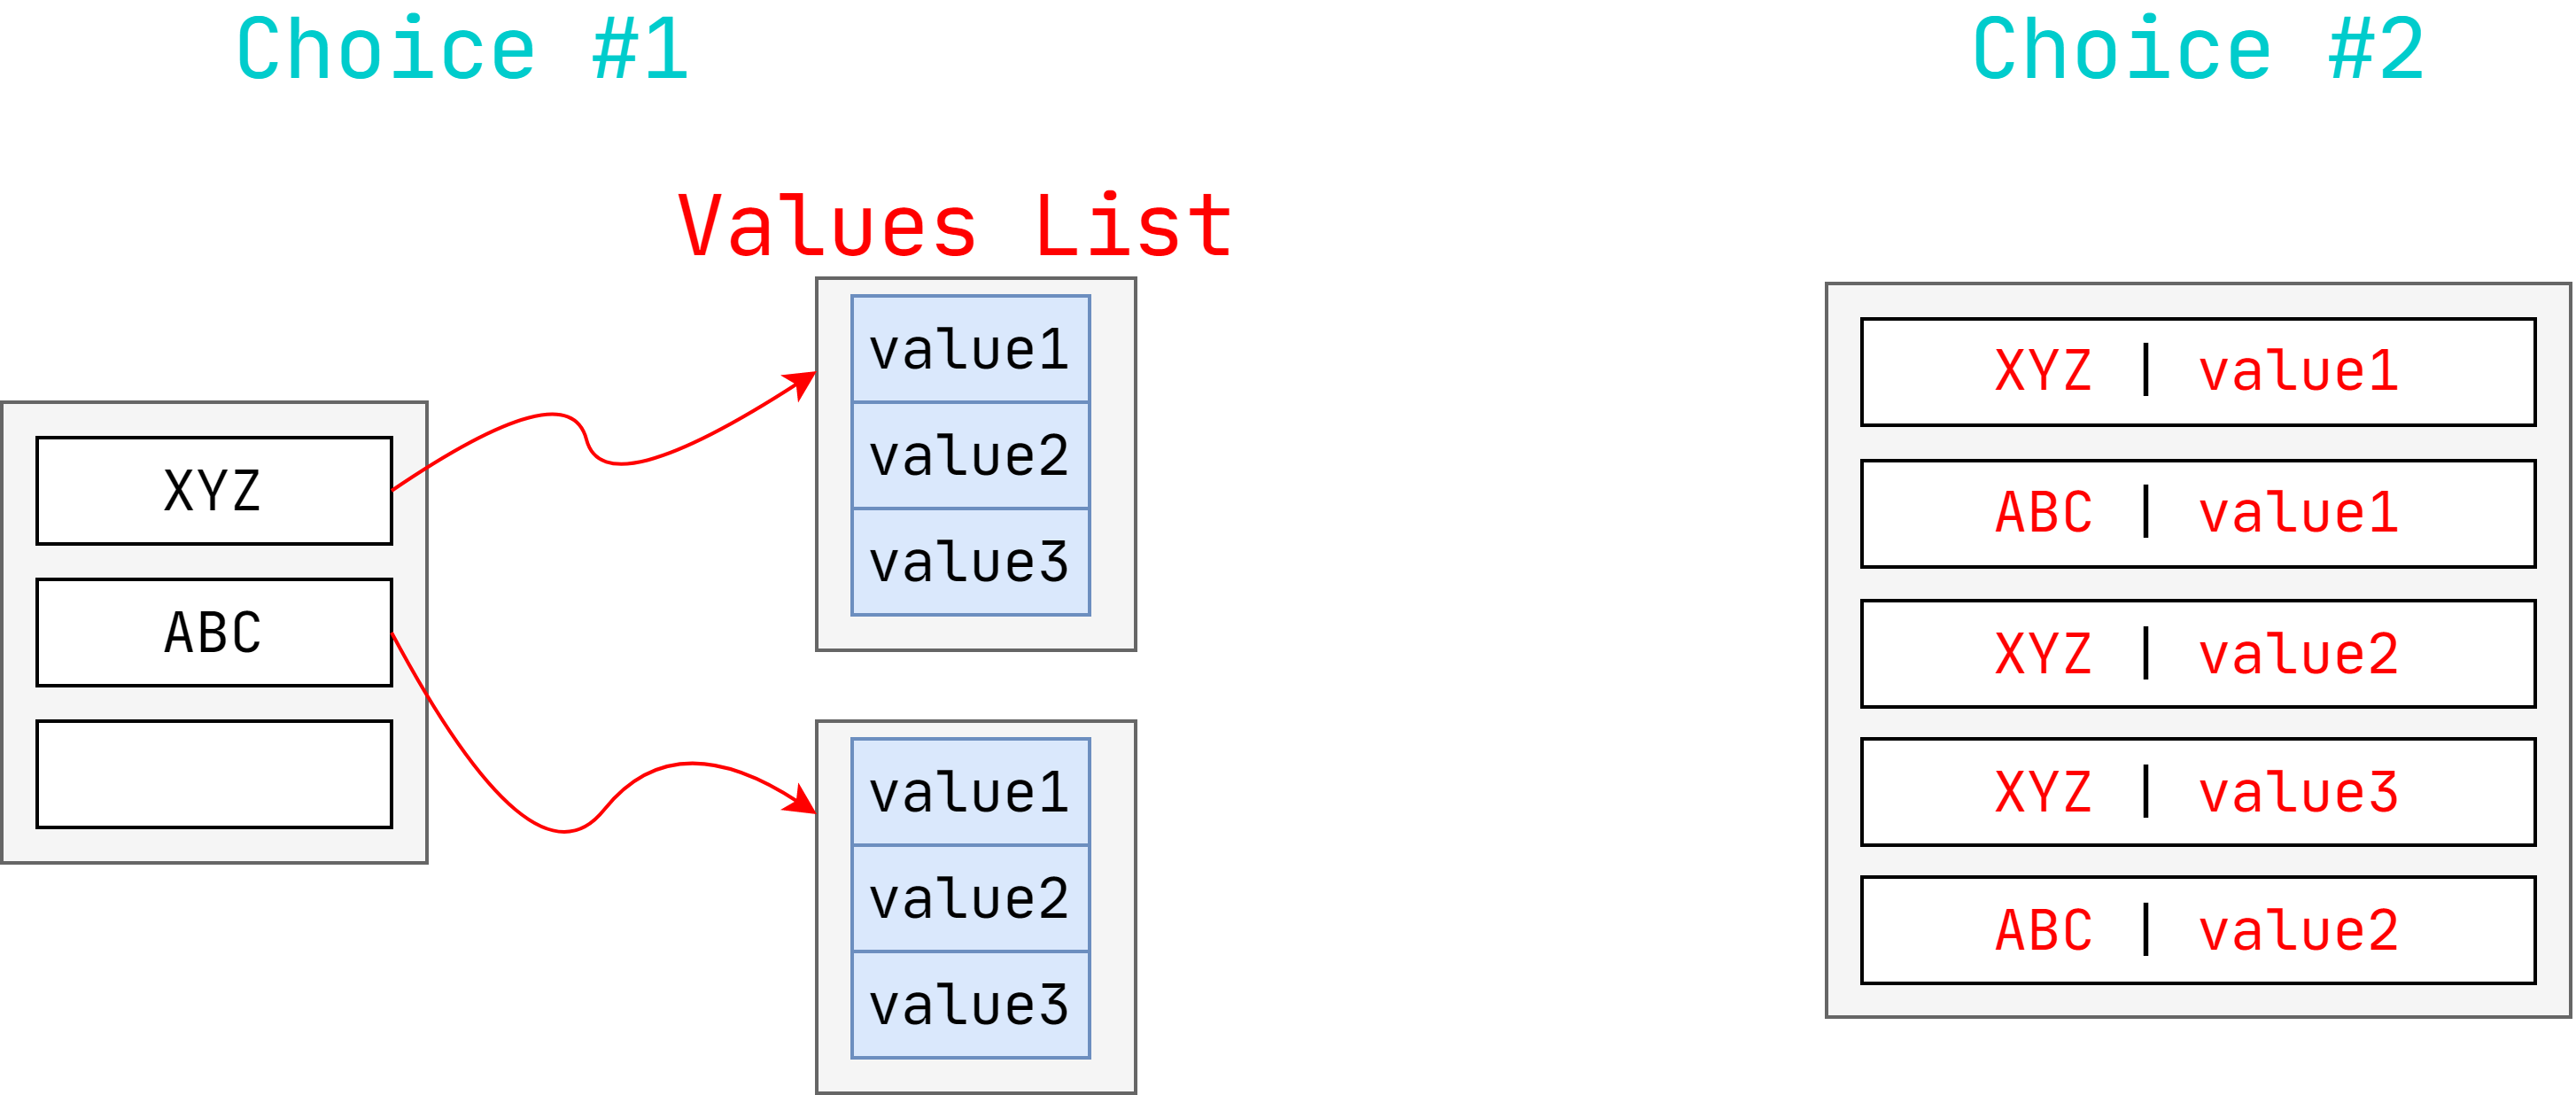 Choice #1
Values List
XYZ
ABC
value1
value2
value3
value1
value2
value3
Choice #2
XYZ | value1
ABC | value1
XYZ | value2
XYZ | value3
ABC | value2